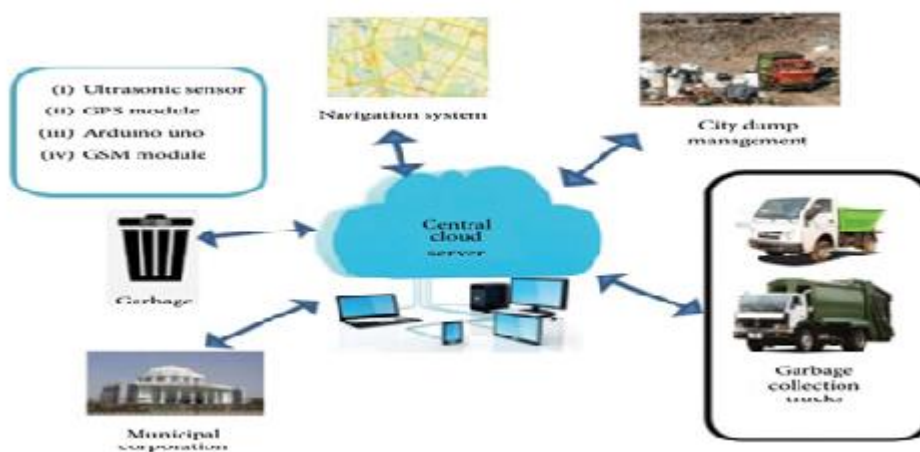 (i) Ultrasonic sensor
(ii) GPS module
(iii) Arduino uno
(iv) GSM module
Navigation system
City dump
management
Central
cloud
server
Garbage
Municipal
corporation
Garbage
collection
trucks